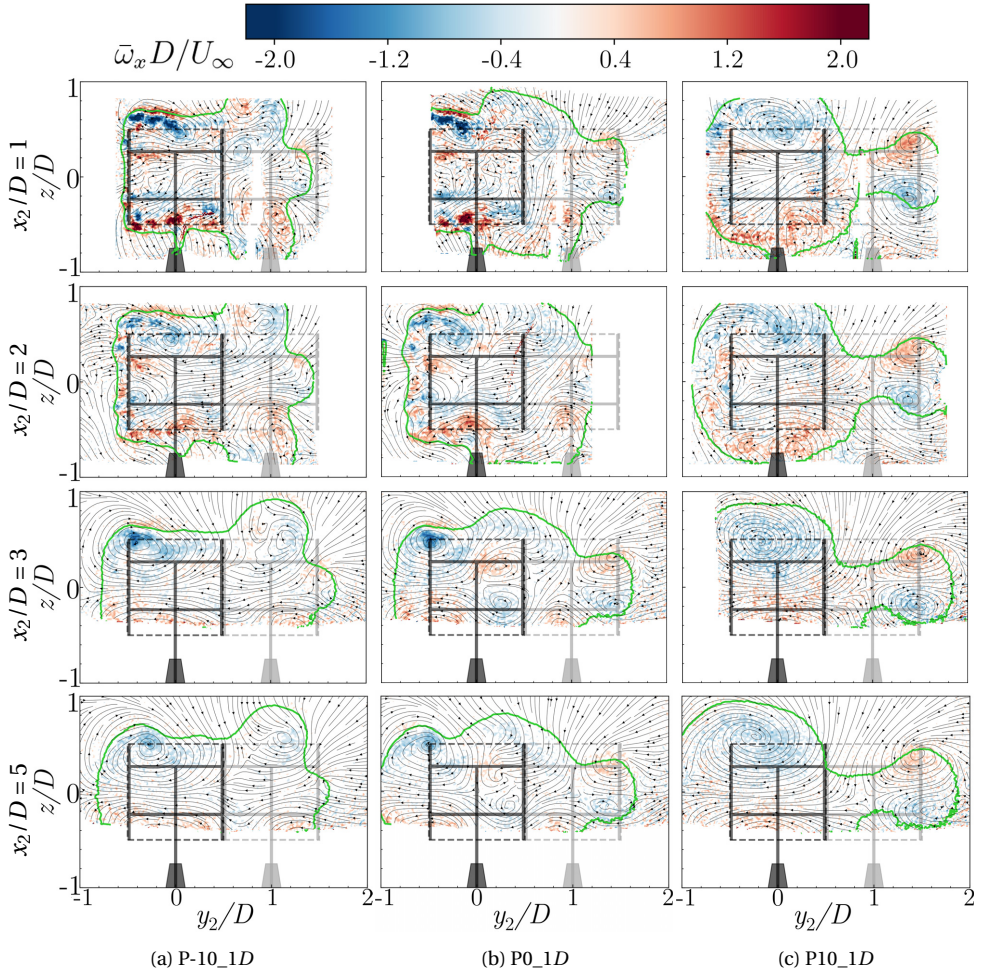 -2.0 -1.2 -0.4 0.4 1.2 2.0
ω̄ₓD/U∞
1
x₂/D = 1
z/D
0
-1
1
x₂/D = 2
z/D
0
-1
1
x₂/D = 3
z/D
0
-1
1
x₂/D = 5
z/D
0
-1
-1 0 1 2 -1 0 1 2 -1 0 1 2
y₂/D y₂/D y₂/D
(a) P-10_1D (b) P0_1D (c) P10_1D